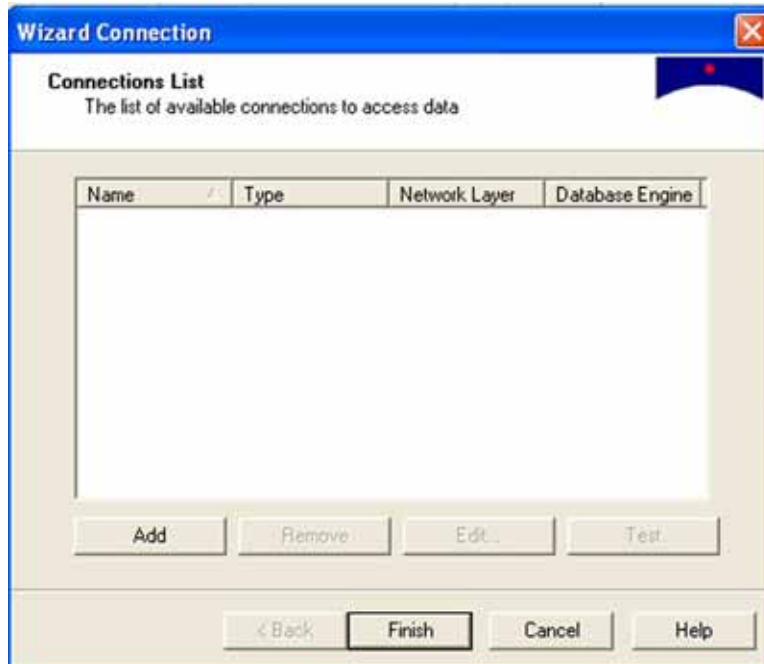 Wizard Connection
Connections List
The list of available connections to access data
Name Type Network Layer Database Engine
Add Remove Edit... Test
< Back Finish Cancel Help